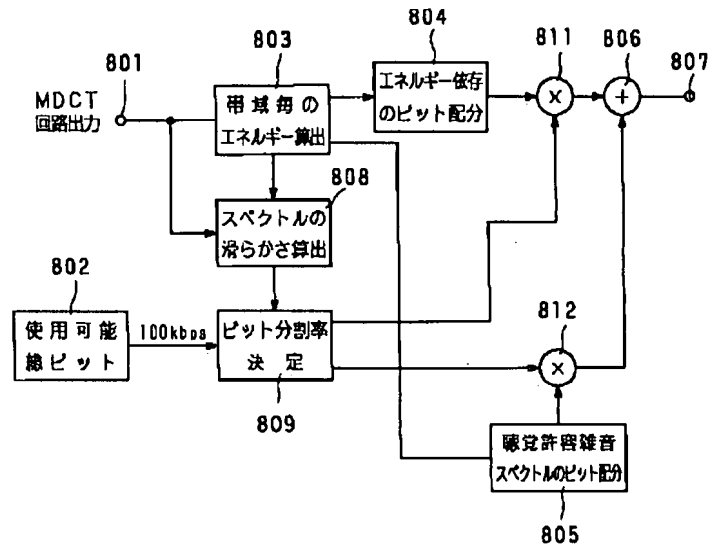 801
MDCT
回路出力
803
帯域毎の
エネルギー算出
804
エネルギー依存
のビット配分
811
×
806
+
807
808
スペクトルの
滑らかさ算出
802
使用可能
総ビット
100kbps
ビット分割率
決定
809
812
×
聴覚許容雑音
スペクトルのビット配分
805